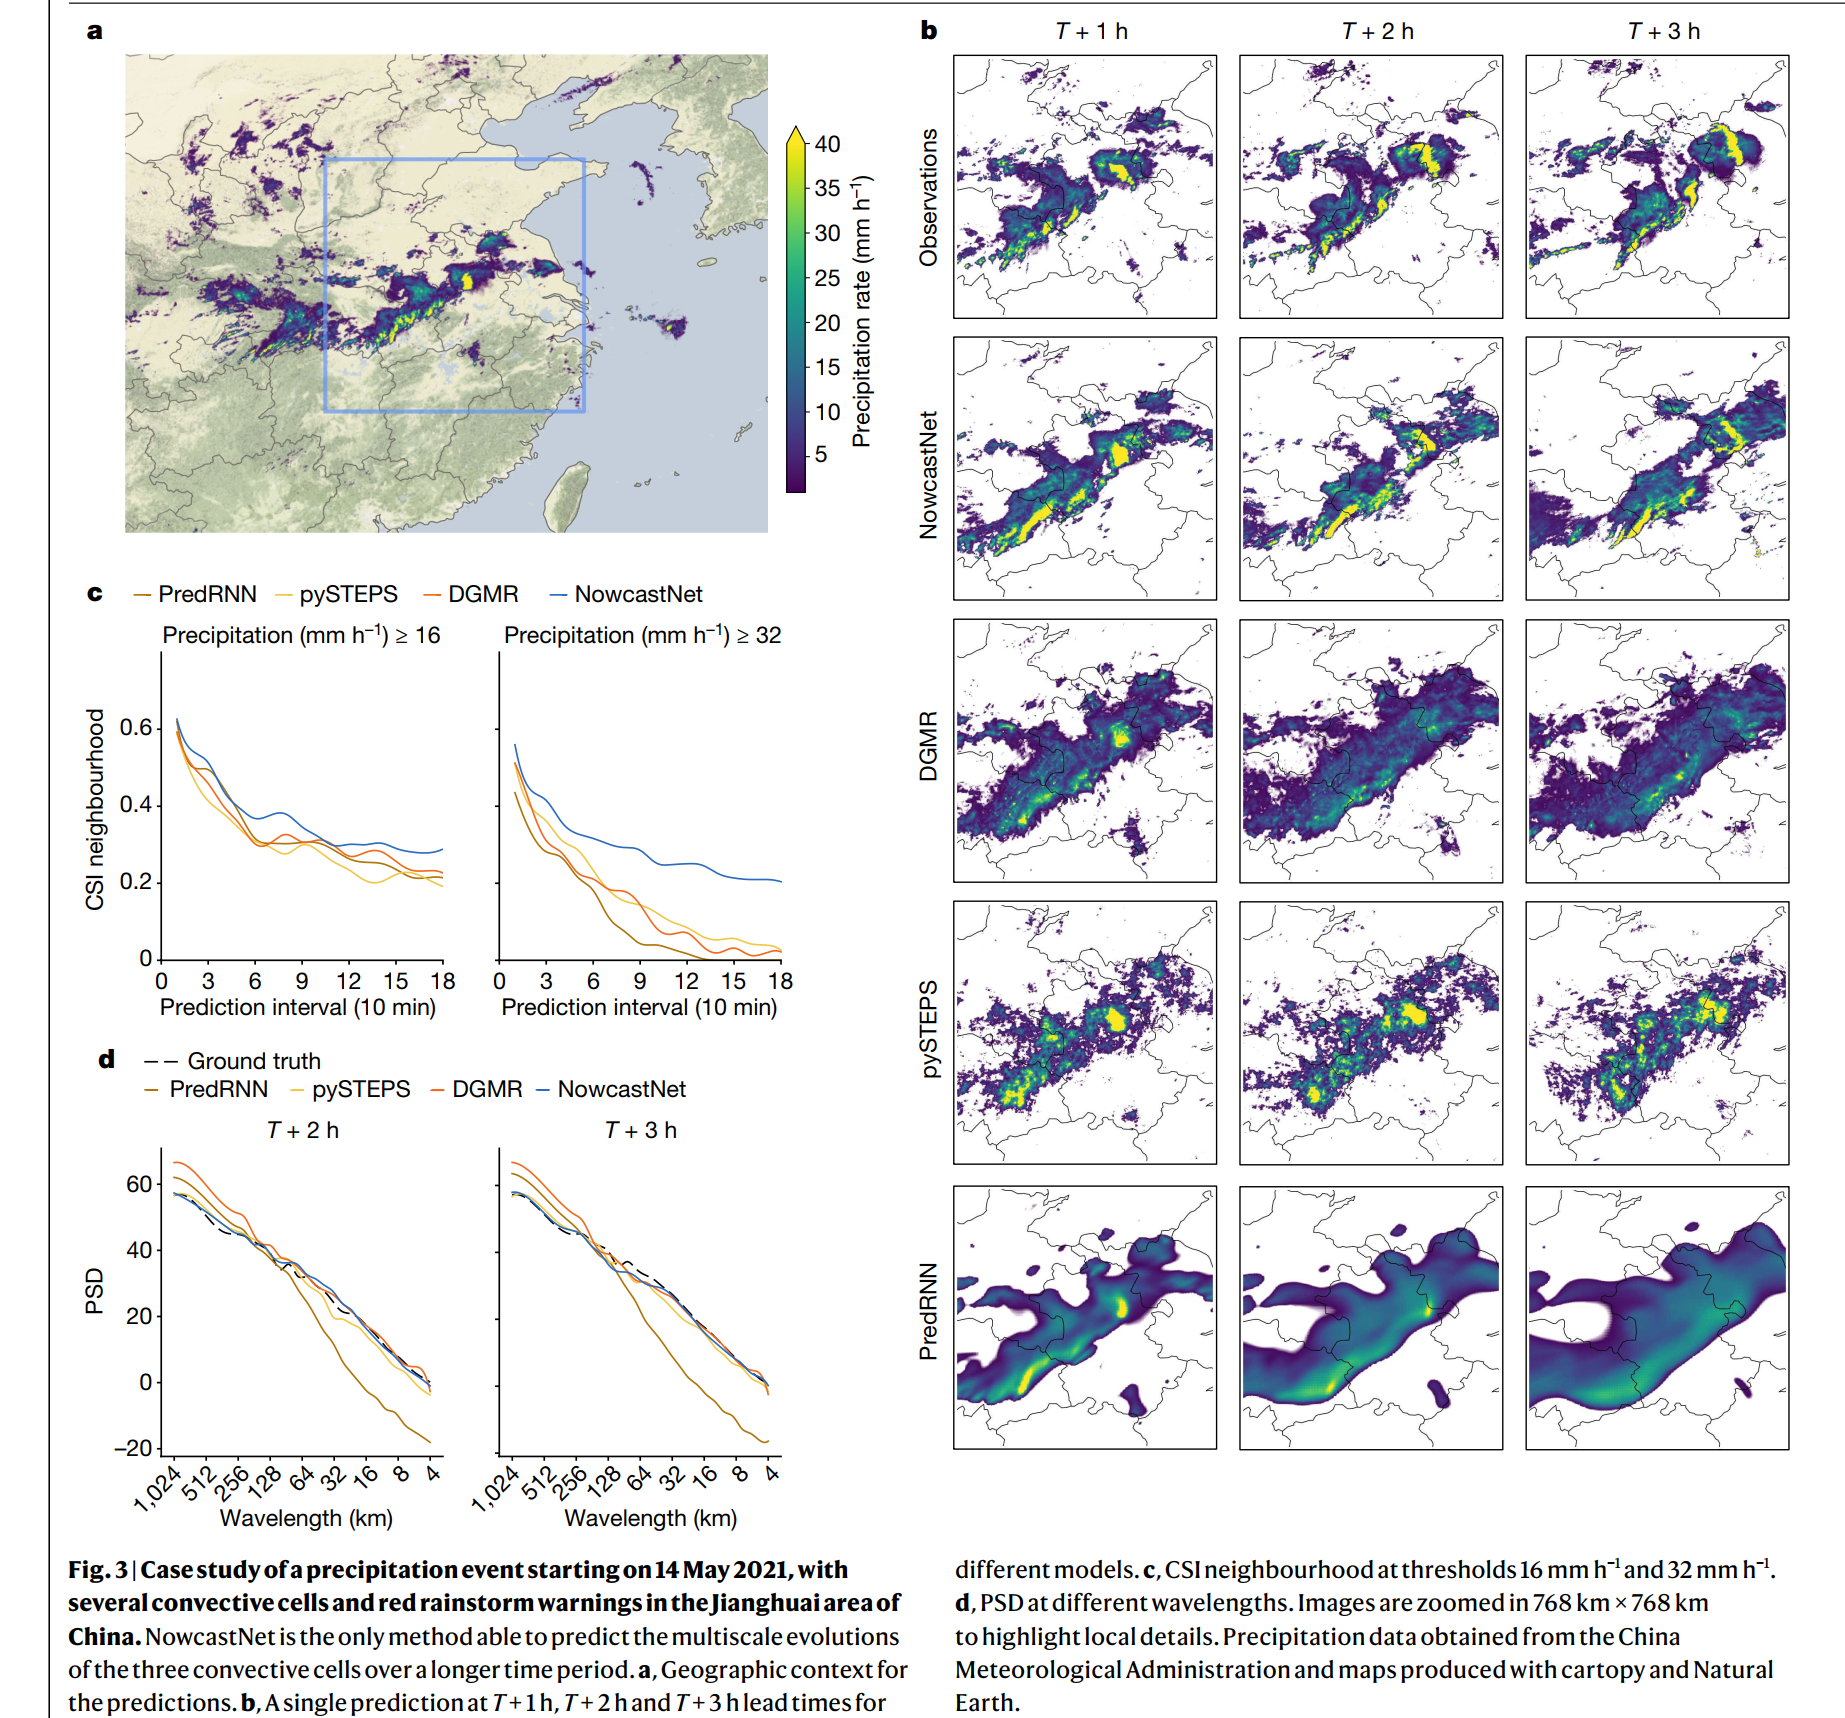 a
40
35
30
25
20
15
10
5
Precipitation rate (mm h⁻¹)
b
T + 1 h
T + 2 h
T + 3 h
Observations
NowcastNet
DGMR
pySTEPS
PredRNN
c
PredRNN
pySTEPS
DGMR
NowcastNet
Precipitation (mm h⁻¹) ≥ 16
Precipitation (mm h⁻¹) ≥ 32
CSI neighbourhood
0.6
0.4
0.2
0
0 3 6 9 12 15 18
0 3 6 9 12 15 18
Prediction interval (10 min)
Prediction interval (10 min)
d
Ground truth
PredRNN
pySTEPS
DGMR
NowcastNet
T + 2 h
T + 3 h
PSD
60
40
20
0
–20
1,024 512 256 128 64 32 16 8 4
1,024 512 256 128 64 32 16 8 4
Wavelength (km)
Wavelength (km)
Fig. 3 | Case study of a precipitation event starting on 14 May 2021, with
several convective cells and red rainstorm warnings in the Jianghuai area of
China. NowcastNet is the only method able to predict the multiscale evolutions
of the three convective cells over a longer time period. a, Geographic context for
the predictions. b, A single prediction at T + 1 h, T + 2 h and T + 3 h lead times for
different models. c, CSI neighbourhood at thresholds 16 mm h⁻¹ and 32 mm h⁻¹.
d, PSD at different wavelengths. Images are zoomed in 768 km × 768 km
to highlight local details. Precipitation data obtained from the China
Meteorological Administration and maps produced with cartopy and Natural
Earth.